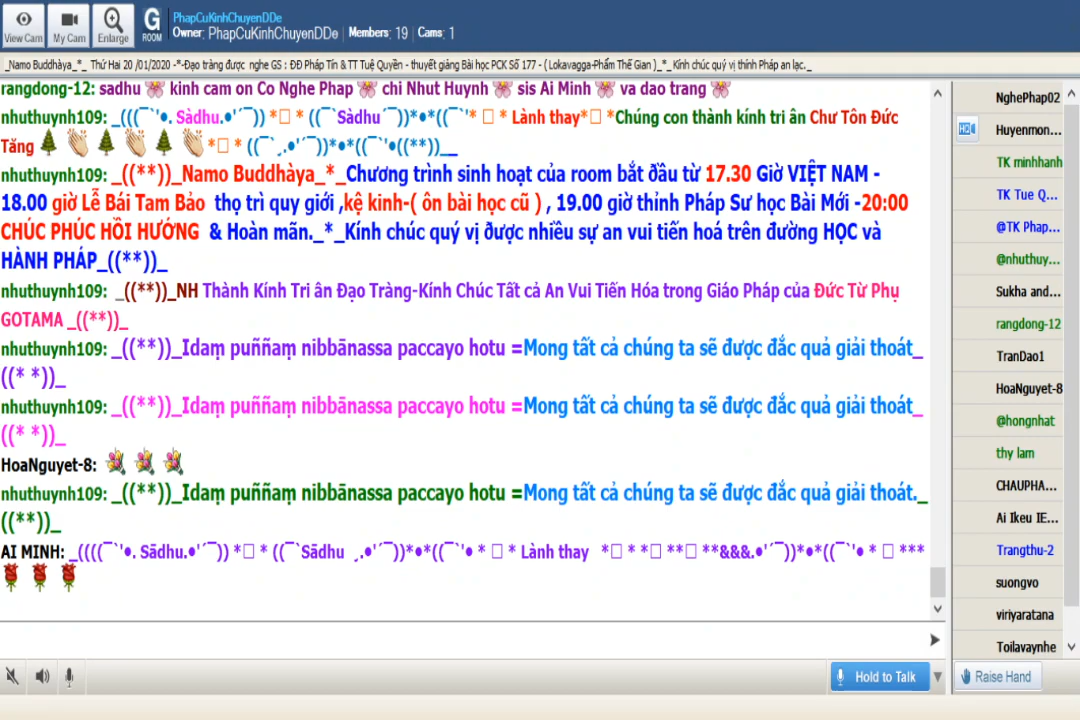 View Cam
My Cam
Enlarge
G ROOM
PhapCuKinhChuyenDDe
Owner: PhapCuKinhChuyenDDe | Members: 19 | Cams: 1
_Namo Buddhàya_*_ Thứ Hai 20 /01/2020 -*-Đạo tràng được nghe GS : ĐĐ Pháp Tín & TT Tuệ Quyền - thuyết giảng Bài học PCK Số 177 - ( Lokavagga-Phẩm Thế Gian )_*_ Kính chúc quý vị thính Pháp an lạc._
rangdong-12: sadhu 🌸 kinh cam on Co Nghe Phap 🌸 chi Nhut Huynh 🌸 sis Ai Minh 🌸 va dao trang 🌸
nhuthuynh109: _(((¯`'•. Sàdhu.•'´¯)) *▯ * ((¯`Sàdhu´¯))*•*((¯`'* ▯ * Lành thay*▯ *Chúng con thành kính tri ân Chư Tôn Đức
Tăng 🌲 👏 🌲 👏 🌲 👏 *▯ * ((¯`¸.•'´¯))*•*((¯`'•((**))__
nhuthuynh109: _((**))_Namo Buddhàya_*_Chương trình sinh hoạt của room bắt đầu từ 17.30 Giờ VIỆT NAM -
18.00 giờ Lễ Bái Tam Bảo thọ trì quy giới ,kệ kinh-( ôn bài học cũ ) , 19.00 giờ thỉnh Pháp Sư học Bài Mới -20:00
CHÚC PHÚC HỒI HƯỚNG & Hoàn mãn._*_Kính chúc quý vị được nhiều sự an vui tiến hoá trên đường HỌC và
HÀNH PHÁP_((**))_
nhuthuynh109: _((**))_NH Thành Kính Tri ân Đạo Tràng-Kính Chúc Tất cả An Vui Tiến Hóa trong Giáo Pháp của Đức Từ Phụ
GOTAMA _((**))_
nhuthuynh109: _((**))_Idaṃ puññaṃ nibbānassa paccayo hotu =Mong tất cả chúng ta sẽ được đắc quả giải thoát_
((* *))_
nhuthuynh109: _((**))_Idaṃ puññaṃ nibbānassa paccayo hotu =Mong tất cả chúng ta sẽ được đắc quả giải thoát_
((* *))_
HoaNguyet-8: 💐 💐 💐
nhuthuynh109: _((**))_Idaṃ puññaṃ nibbānassa paccayo hotu =Mong tất cả chúng ta sẽ được đắc quả giải thoát._
((**))_
AI MINH: _((((¯`'•. Sādhu.•'´¯)) *▯ * ((¯`Sādhu ¸.•'´¯))*•*((¯`'• * ▯ * Lành thay *▯ * *▯ **▯ **&&&.•'´¯))*•*((¯`'• * ▯ ***
🌹 🌹 🌹
Hold to Talk
NghePhap02
HD
Huyenmon...
TK minhhanh
TK Tue Q...
@TK Phap...
@nhuthuy...
Sukha and...
rangdong-12
TranDao1
HoaNguyet-8
@hongnhat
thy lam
CHAUPHA...
Ai Ikeu IE...
Trangthu-2
suongvo
viriyaratana
Toilavaynhe
Raise Hand